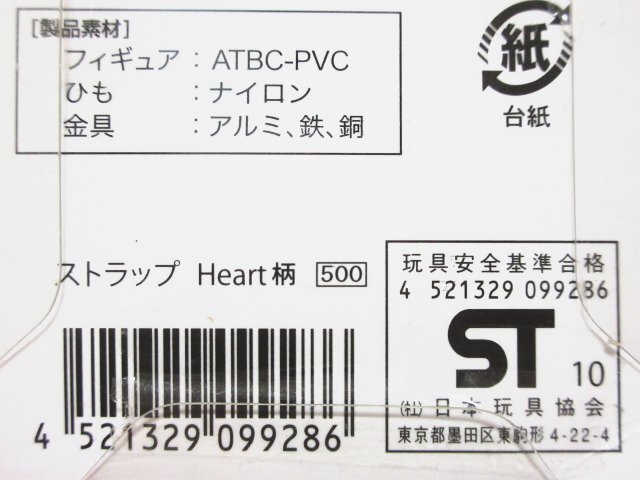 [製品素材]
フィギュア : ATBC-PVC
ひも : ナイロン
金具 : アルミ、鉄、銅
紙
台紙
ストラップ Heart柄 500
4 521329 099286
玩具安全基準合格
4 521329 099286
ST 10
(社) 日本玩具協会
東京都墨田区東駒形4-22-4